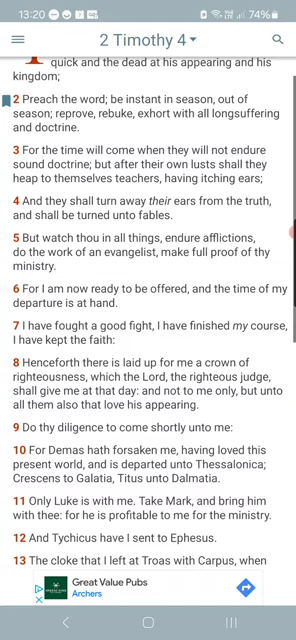 13:20
74%
2 Timothy 4
quick and the dead at his appearing and his
kingdom;
2 Preach the word; be instant in season, out of
season; reprove, rebuke, exhort with all longsuffering
and doctrine.
3 For the time will come when they will not endure
sound doctrine; but after their own lusts shall they
heap to themselves teachers, having itching ears;
4 And they shall turn away their ears from the truth,
and shall be turned unto fables.
5 But watch thou in all things, endure afflictions,
do the work of an evangelist, make full proof of thy
ministry.
6 For I am now ready to be offered, and the time of my
departure is at hand.
7 I have fought a good fight, I have finished my course,
I have kept the faith:
8 Henceforth there is laid up for me a crown of
righteousness, which the Lord, the righteous judge,
shall give me at that day: and not to me only, but unto
all them also that love his appearing.
9 Do thy diligence to come shortly unto me:
10 For Demas hath forsaken me, having loved this
present world, and is departed unto Thessalonica;
Crescens to Galatia, Titus unto Dalmatia.
11 Only Luke is with me. Take Mark, and bring him
with thee: for he is profitable to me for the ministry.
12 And Tychicus have I sent to Ephesus.
13 The cloke that I left at Troas with Carpus, when
Great Value Pubs
Archers